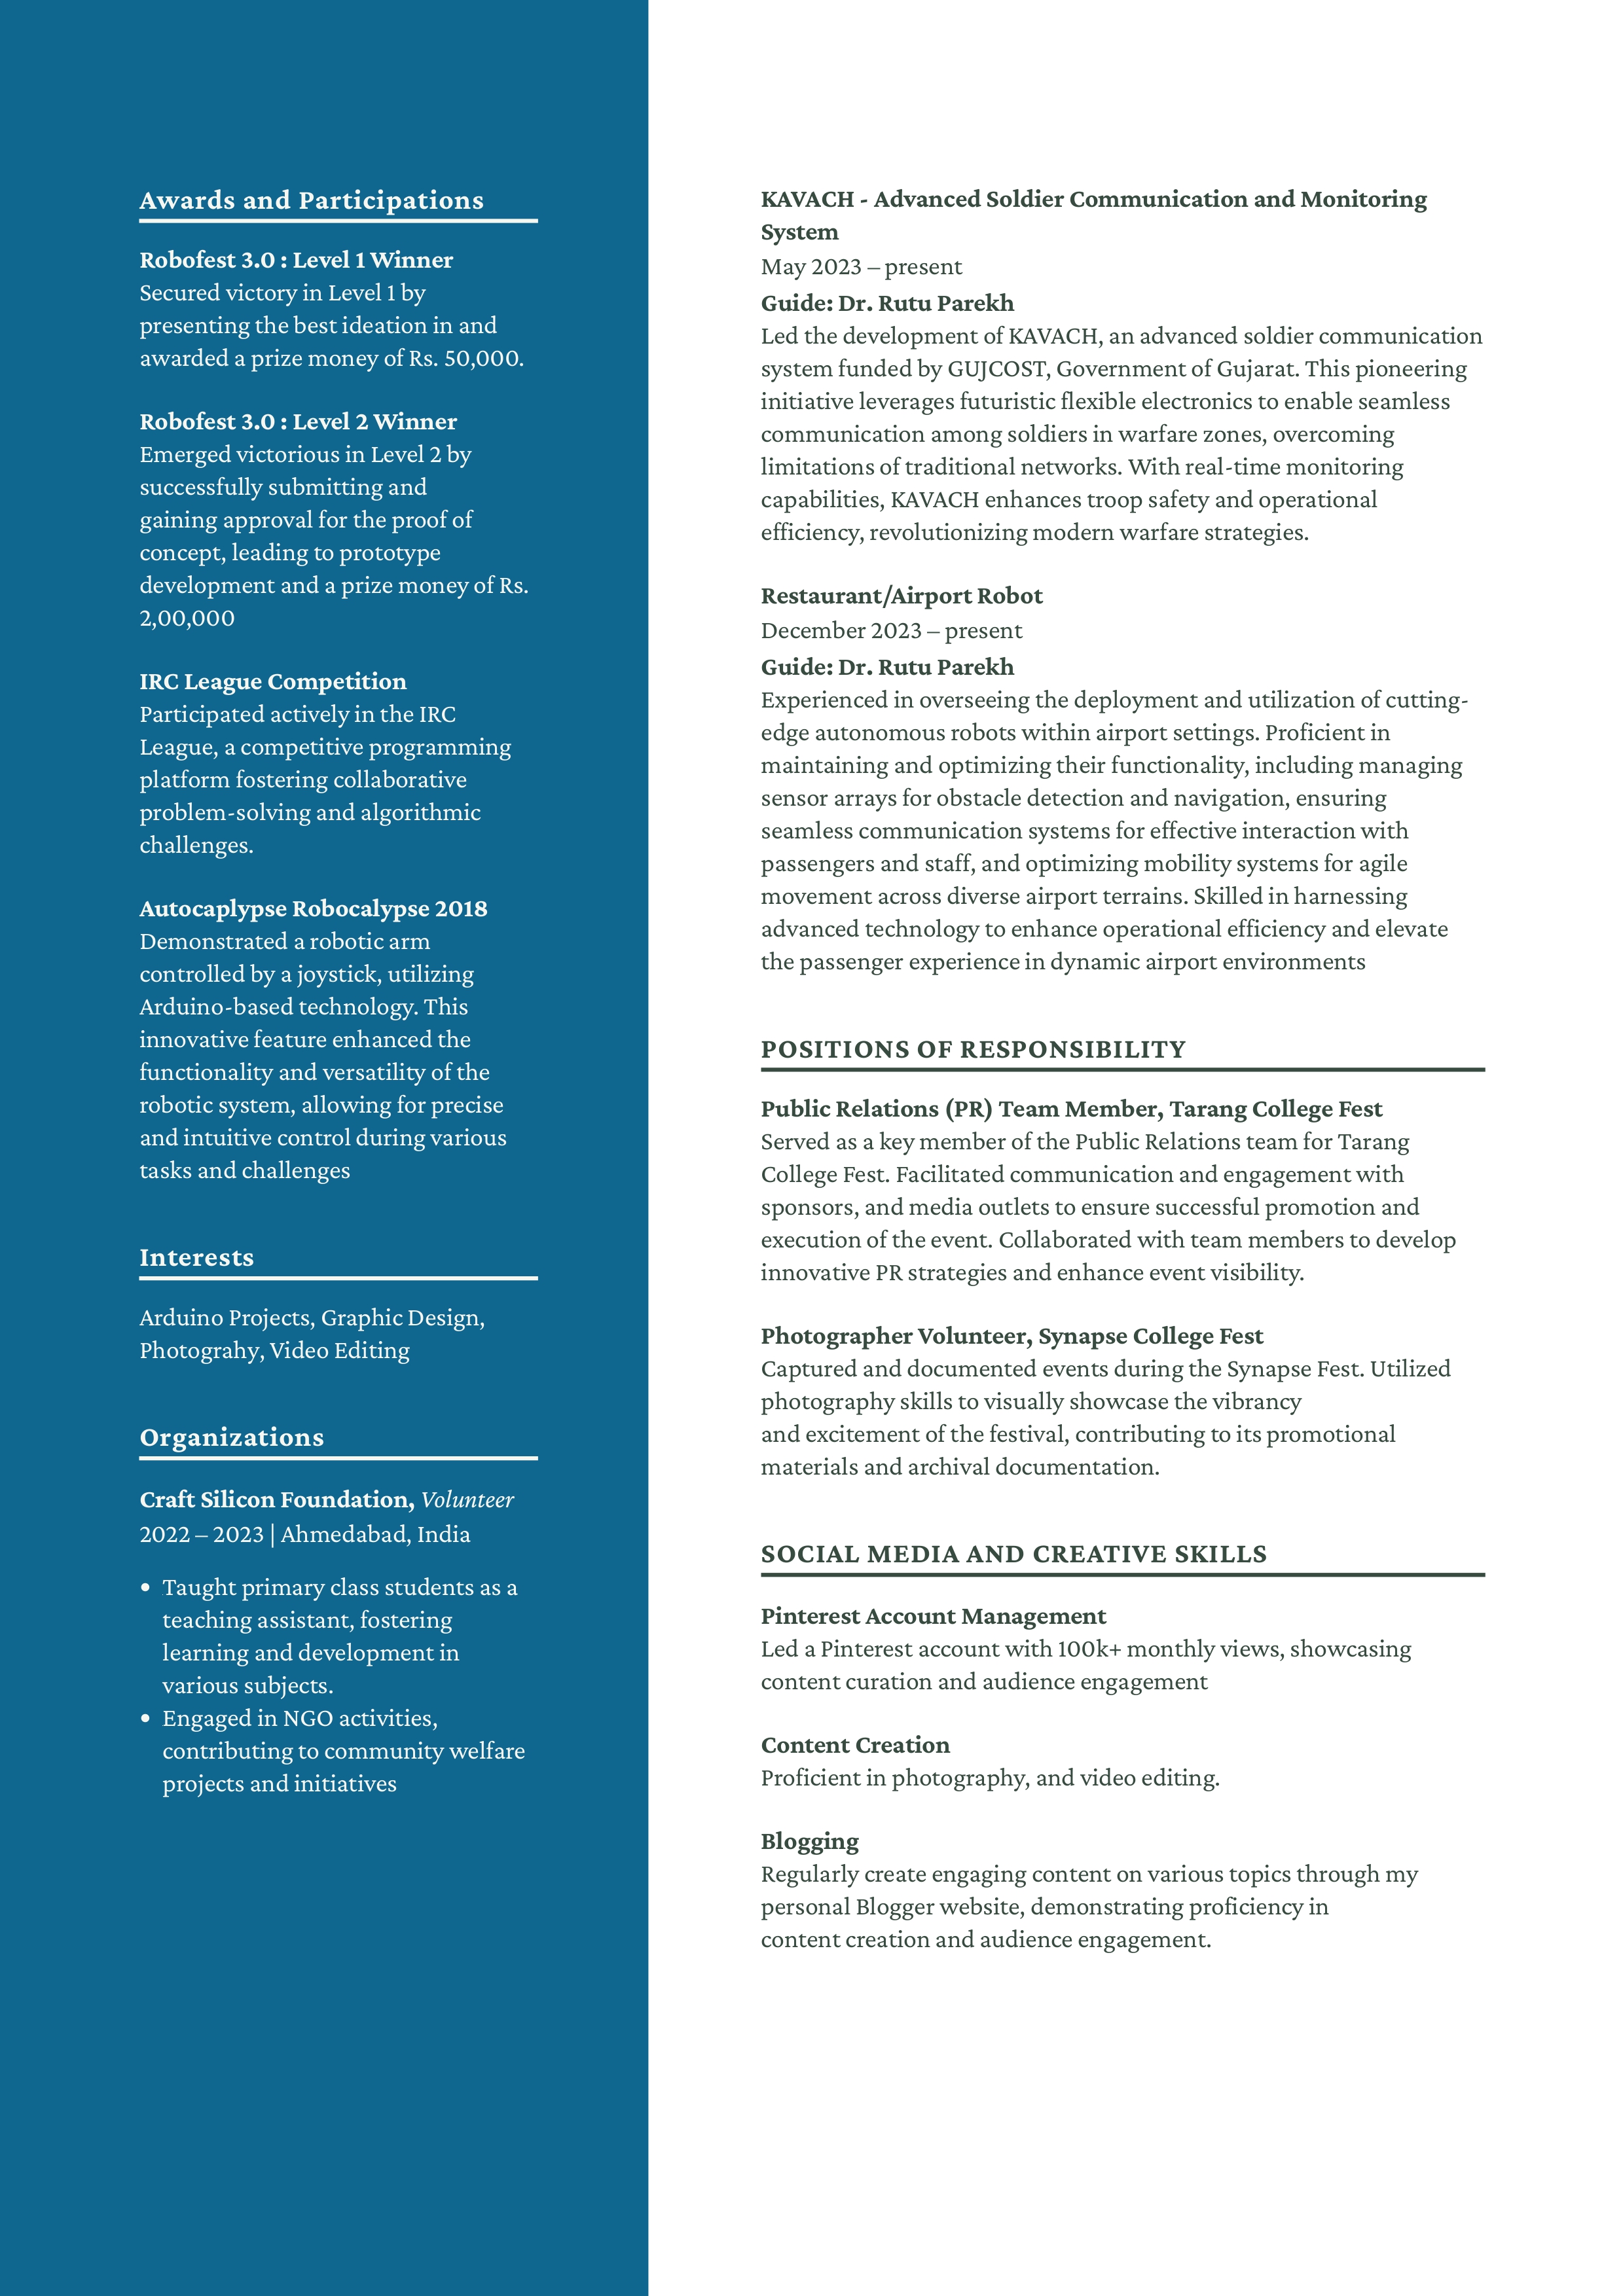 Awards and Participations
Robofest 3.0 : Level 1 Winner
Secured victory in Level 1 by
presenting the best ideation in and
awarded a prize money of Rs. 50,000.
Robofest 3.0 : Level 2 Winner
Emerged victorious in Level 2 by
successfully submitting and
gaining approval for the proof of
concept, leading to prototype
development and a prize money of Rs.
2,00,000
IRC League Competition
Participated actively in the IRC
League, a competitive programming
platform fostering collaborative
problem-solving and algorithmic
challenges.
Autocaplypse Robocalypse 2018
Demonstrated a robotic arm
controlled by a joystick, utilizing
Arduino-based technology. This
innovative feature enhanced the
functionality and versatility of the
robotic system, allowing for precise
and intuitive control during various
tasks and challenges
Interests
Arduino Projects, Graphic Design,
Photograhy, Video Editing
Organizations
Craft Silicon Foundation, Volunteer
2022 – 2023 | Ahmedabad, India
• Taught primary class students as a
teaching assistant, fostering
learning and development in
various subjects.
• Engaged in NGO activities,
contributing to community welfare
projects and initiatives
KAVACH - Advanced Soldier Communication and Monitoring
System
May 2023 – present
Guide: Dr. Rutu Parekh
Led the development of KAVACH, an advanced soldier communication
system funded by GUJCOST, Government of Gujarat. This pioneering
initiative leverages futuristic flexible electronics to enable seamless
communication among soldiers in warfare zones, overcoming
limitations of traditional networks. With real-time monitoring
capabilities, KAVACH enhances troop safety and operational
efficiency, revolutionizing modern warfare strategies.
Restaurant/Airport Robot
December 2023 – present
Guide: Dr. Rutu Parekh
Experienced in overseeing the deployment and utilization of cutting-
edge autonomous robots within airport settings. Proficient in
maintaining and optimizing their functionality, including managing
sensor arrays for obstacle detection and navigation, ensuring
seamless communication systems for effective interaction with
passengers and staff, and optimizing mobility systems for agile
movement across diverse airport terrains. Skilled in harnessing
advanced technology to enhance operational efficiency and elevate
the passenger experience in dynamic airport environments
POSITIONS OF RESPONSIBILITY
Public Relations (PR) Team Member, Tarang College Fest
Served as a key member of the Public Relations team for Tarang
College Fest. Facilitated communication and engagement with
sponsors, and media outlets to ensure successful promotion and
execution of the event. Collaborated with team members to develop
innovative PR strategies and enhance event visibility.
Photographer Volunteer, Synapse College Fest
Captured and documented events during the Synapse Fest. Utilized
photography skills to visually showcase the vibrancy
and excitement of the festival, contributing to its promotional
materials and archival documentation.
SOCIAL MEDIA AND CREATIVE SKILLS
Pinterest Account Management
Led a Pinterest account with 100k+ monthly views, showcasing
content curation and audience engagement
Content Creation
Proficient in photography, and video editing.
Blogging
Regularly create engaging content on various topics through my
personal Blogger website, demonstrating proficiency in
content creation and audience engagement.